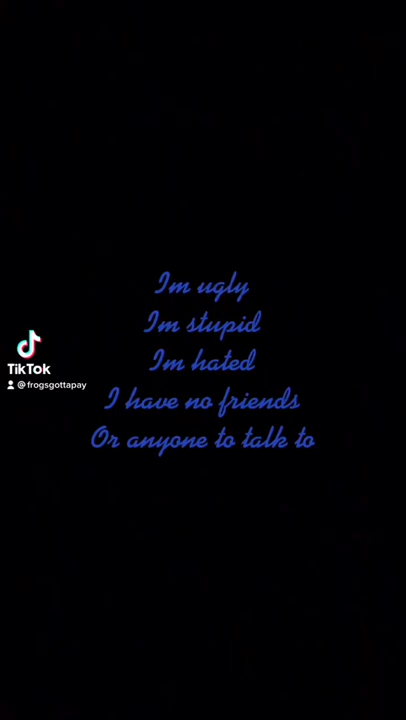 Im ugly
Im stupid
Im hated
I have no friends
Or anyone to talk to
TikTok
@frogsgottapay